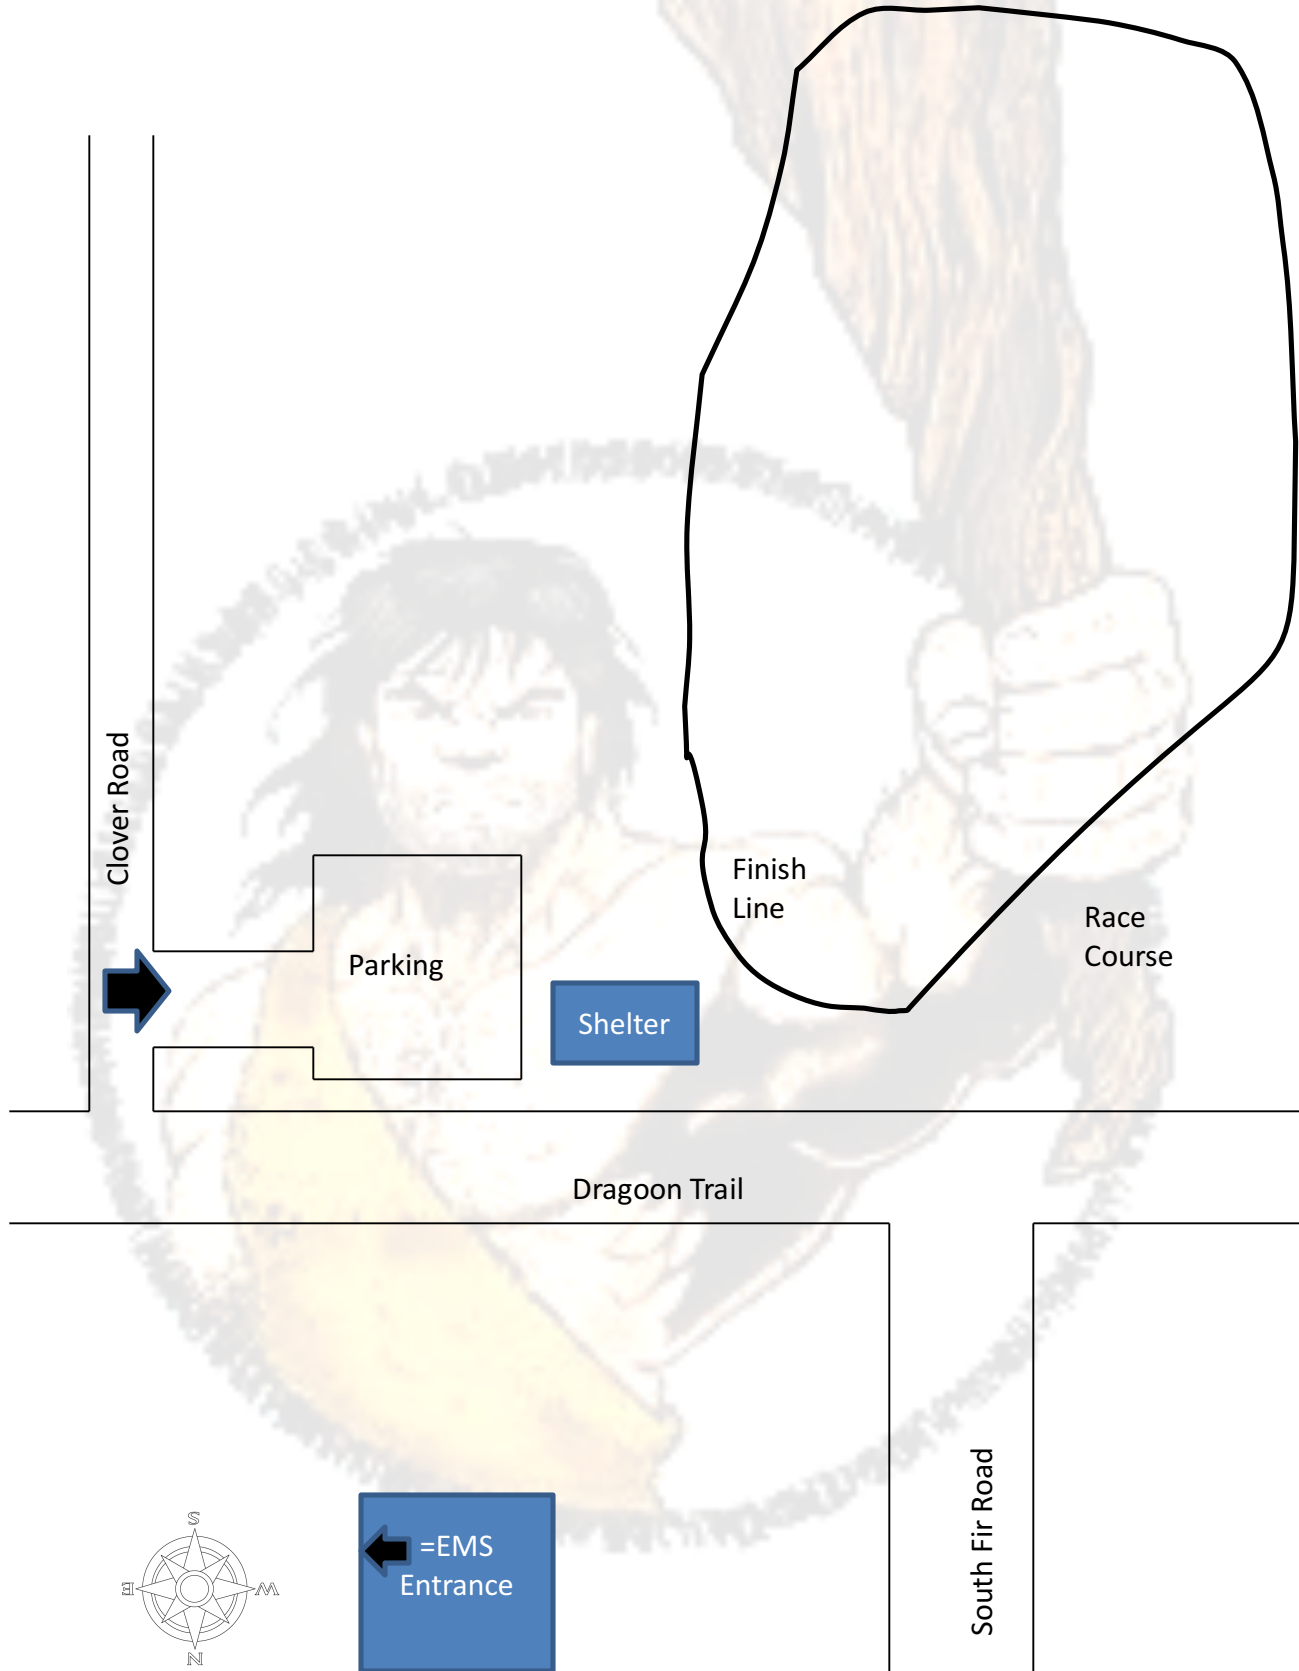 Clover Road
Finish
Line
Race
Course
Parking
Shelter
Dragoon Trail
South Fir Road
=EMS
Entrance
S
E
W
N